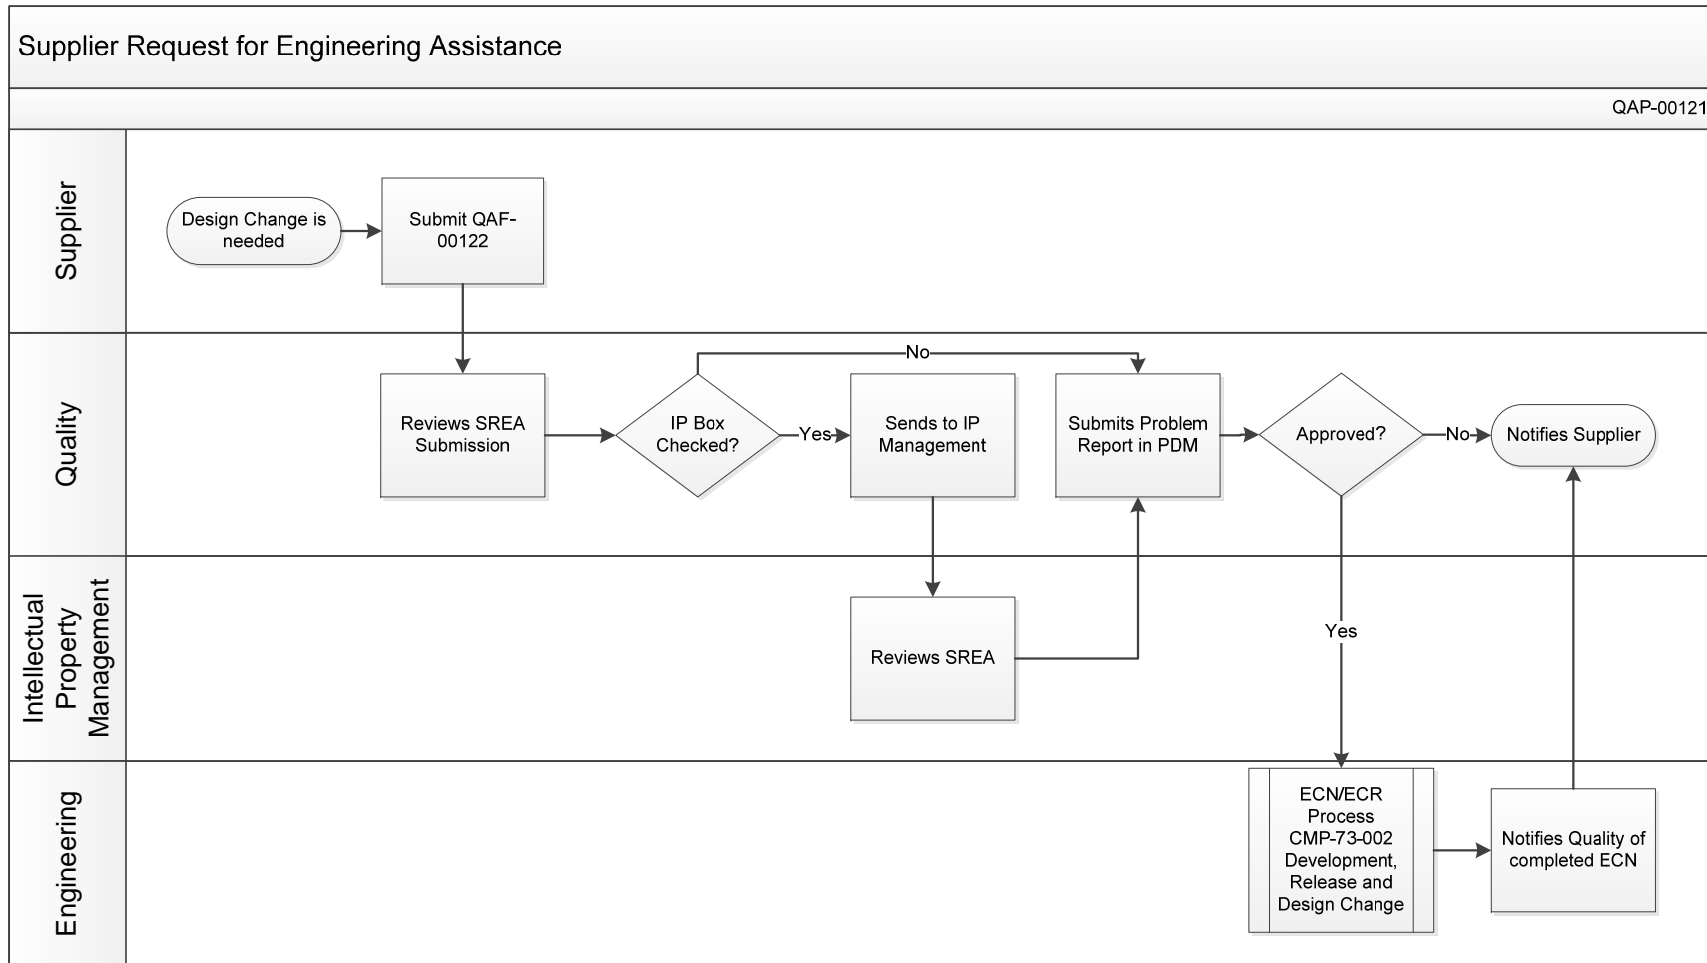 Supplier Request for Engineering Assistance
QAP-00121
Supplier
Design Change is
needed
Submit QAF-
00122
Quality
Reviews SREA
Submission
IP Box
Checked?
No
Yes
Sends to IP
Management
Submits Problem
Report in PDM
Approved?
No
Notifies Supplier
Intellectual
Property
Management
Reviews SREA
Yes
Engineering
ECN/ECR
Process
CMP-73-002
Development,
Release and
Design Change
Notifies Quality of
completed ECN